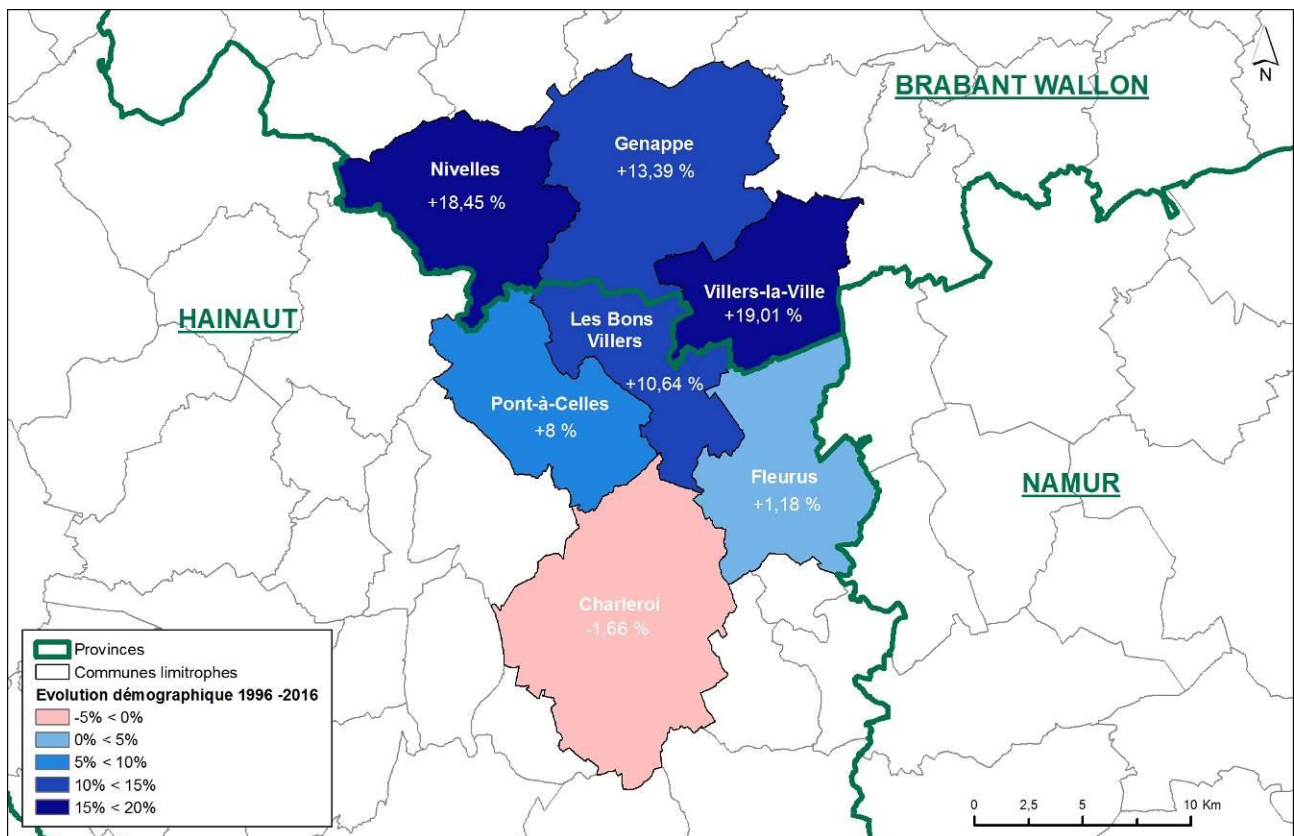 BRABANT WALLON
N
Genappe
+13,39 %
Nivelles
+18,45 %
Villers-la-Ville
+19,01 %
HAINAUT
Les Bons
Villers
+10,64 %
Pont-à-Celles
+8 %
Fleurus
+1,18 %
NAMUR
Charleroi
-1,66 %
Provinces
Communes limitrophes
Evolution démographique 1996 -2016
-5% < 0%
0% < 5%
5% < 10%
10% < 15%
15% < 20%
0 2,5 5 10 Km